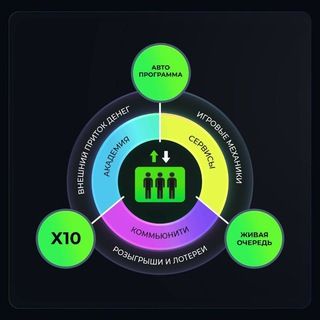 АВТО
ПРОГРАММА
ВНЕШНИЙ ПРИТОК ДЕНЕГ
ИГРОВЫЕ МЕХАНИКИ
АКАДЕМИЯ
СЕРВИСЫ
КОММЬЮНИТИ
X10
ЖИВАЯ
ОЧЕРЕДЬ
РОЗЫГРЫШИ И ЛОТЕРЕИ